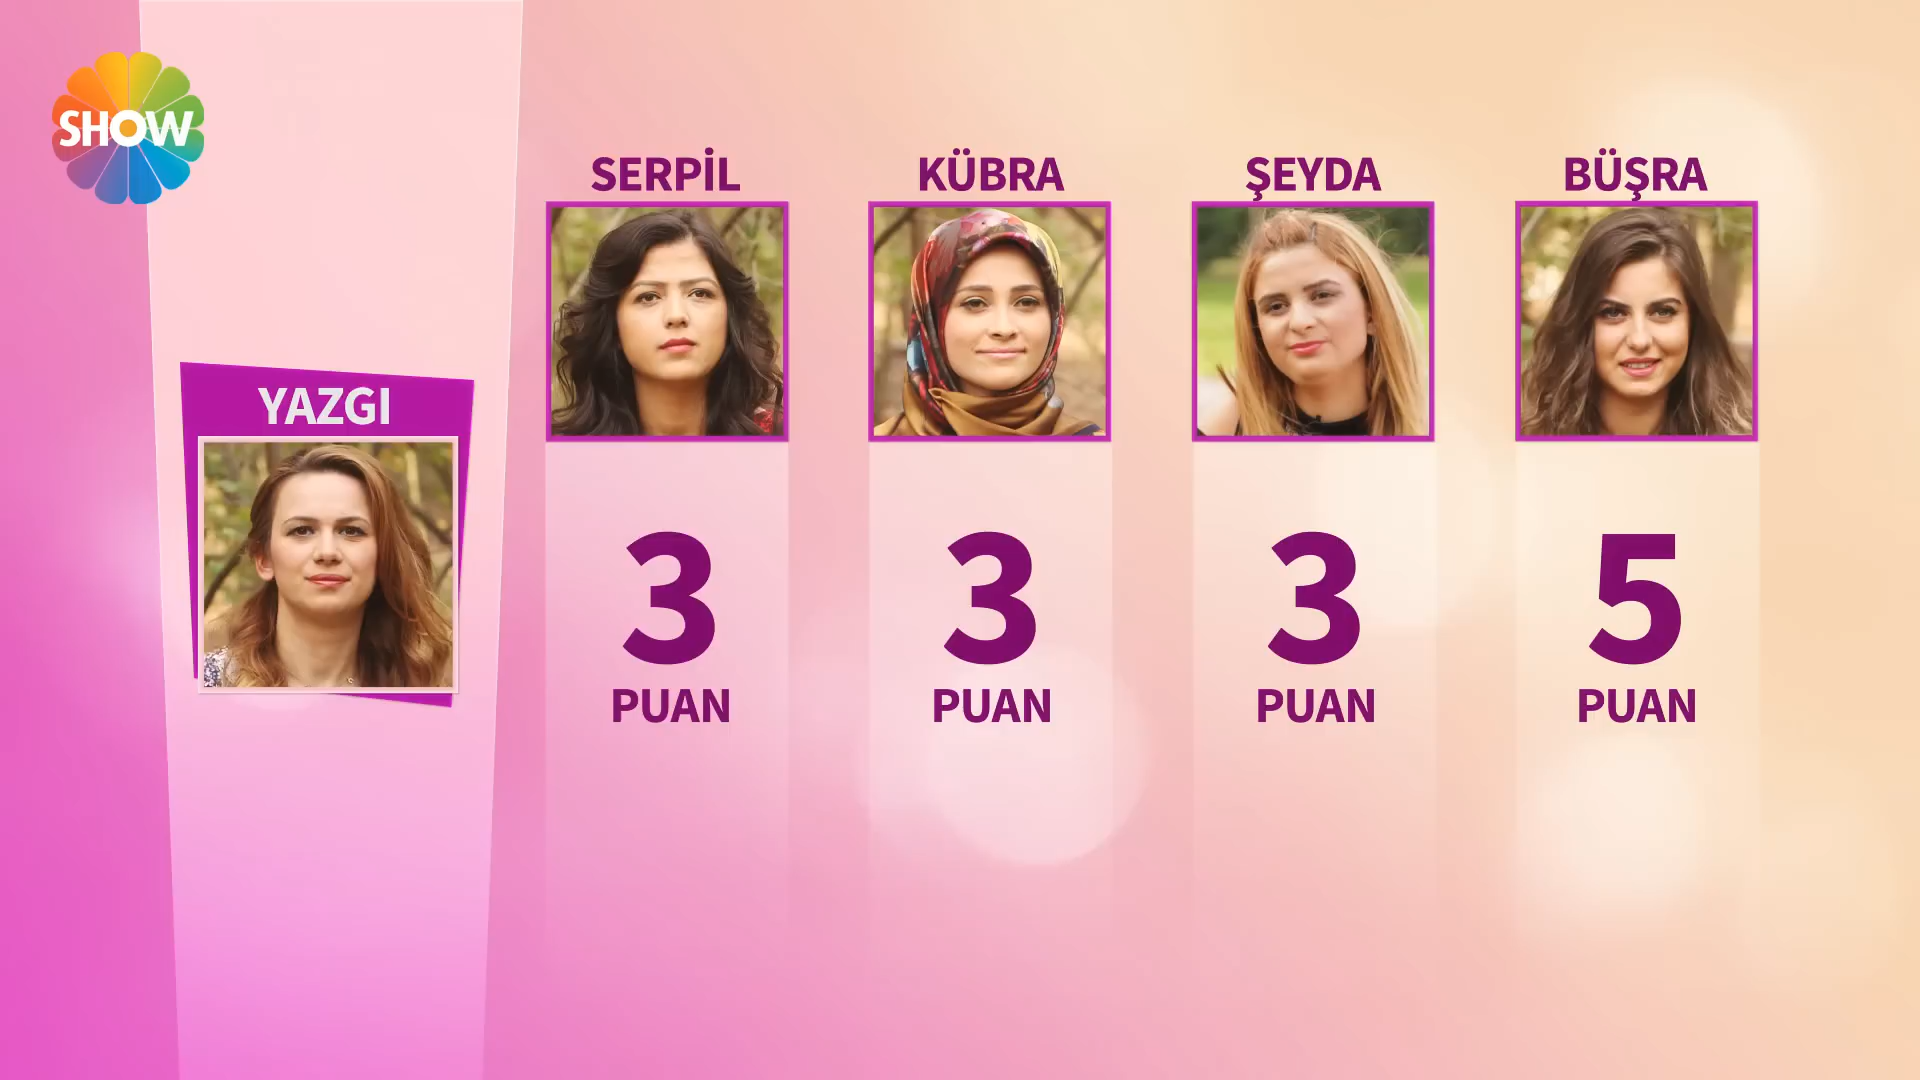 SHOW
YAZGI
SERPİL
3
PUAN
KÜBRA
3
PUAN
ŞEYDA
3
PUAN
BÜŞRA
5
PUAN